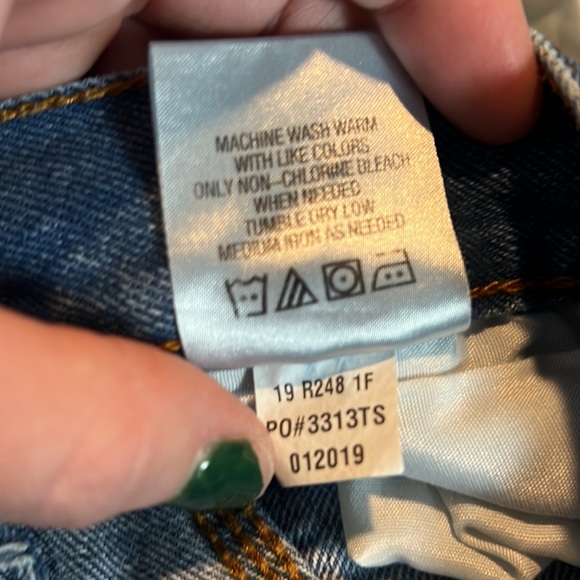 MACHINE WASH WARM
WITH LIKE COLORS
ONLY NON-CHLORINE BLEACH
WHEN NEEDED
TUMBLE DRY LOW
MEDIUM IRON AS NEEDED
19 R248 1F
PO#3313TS
012019